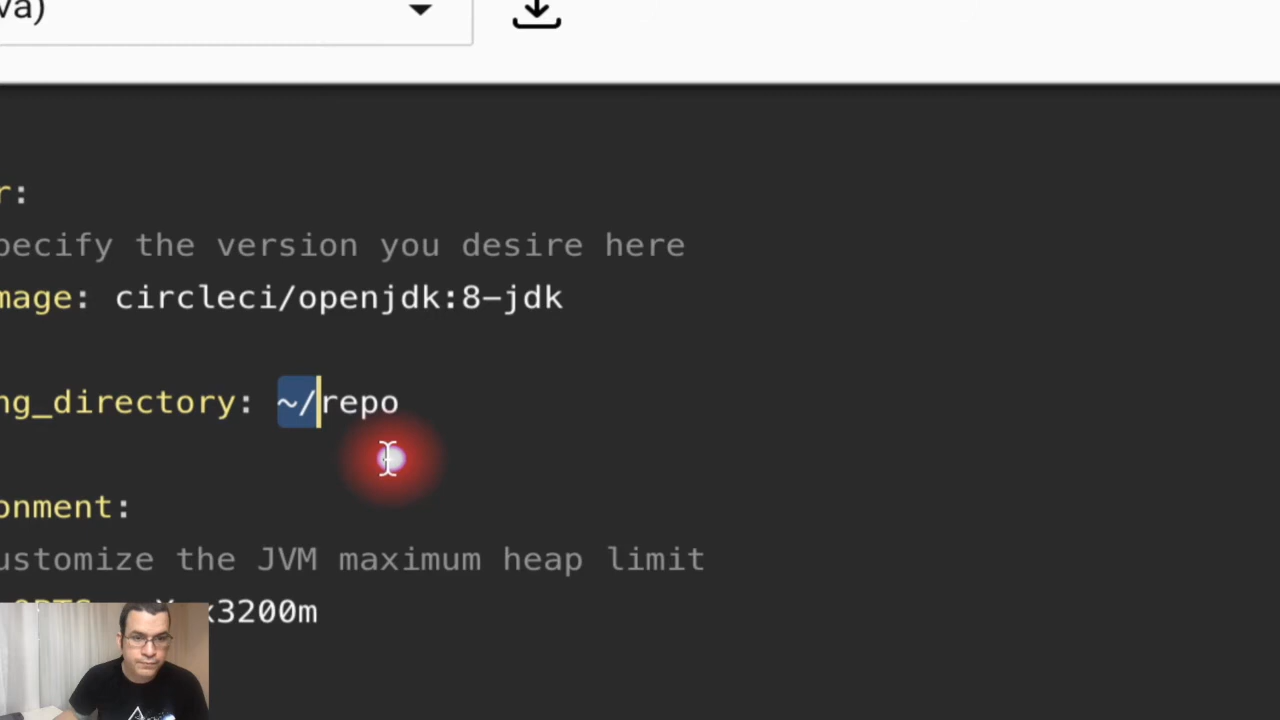 va)
r:
pecify the version you desire here
mage: circleci/openjdk:8-jdk
ng_directory: ~/repo
onment:
ustomize the JVM maximum heap limit
x3200m